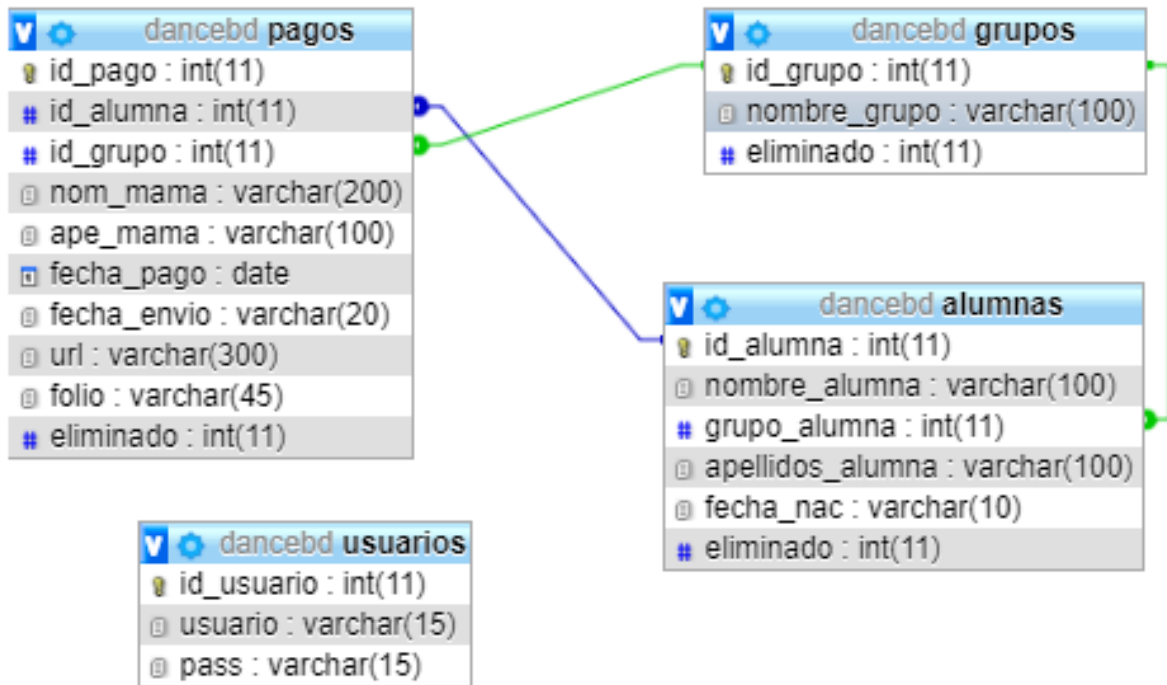 dancebd pagos
id_pago : int(11)
id_alumna : int(11)
id_grupo : int(11)
nom_mama : varchar(200)
ape_mama : varchar(100)
fecha_pago : date
fecha_envio : varchar(20)
url : varchar(300)
folio : varchar(45)
eliminado : int(11)
dancebd grupos
id_grupo : int(11)
nombre_grupo : varchar(100)
eliminado : int(11)
dancebd alumnas
id_alumna : int(11)
nombre_alumna : varchar(100)
grupo_alumna : int(11)
apellidos_alumna : varchar(100)
fecha_nac : varchar(10)
eliminado : int(11)
dancebd usuarios
id_usuario : int(11)
usuario : varchar(15)
pass : varchar(15)